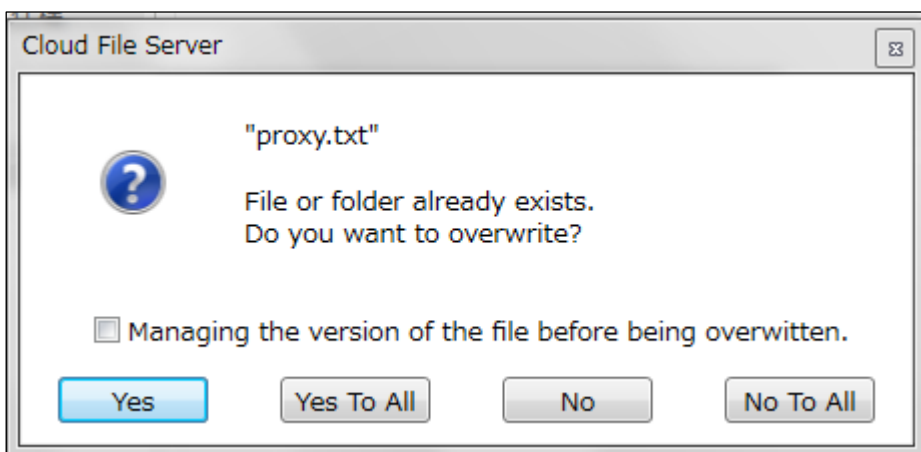 Cloud File Server
"proxy.txt"
File or folder already exists.
Do you want to overwrite?
Managing the version of the file before being overwitten.
Yes Yes To All No No To All